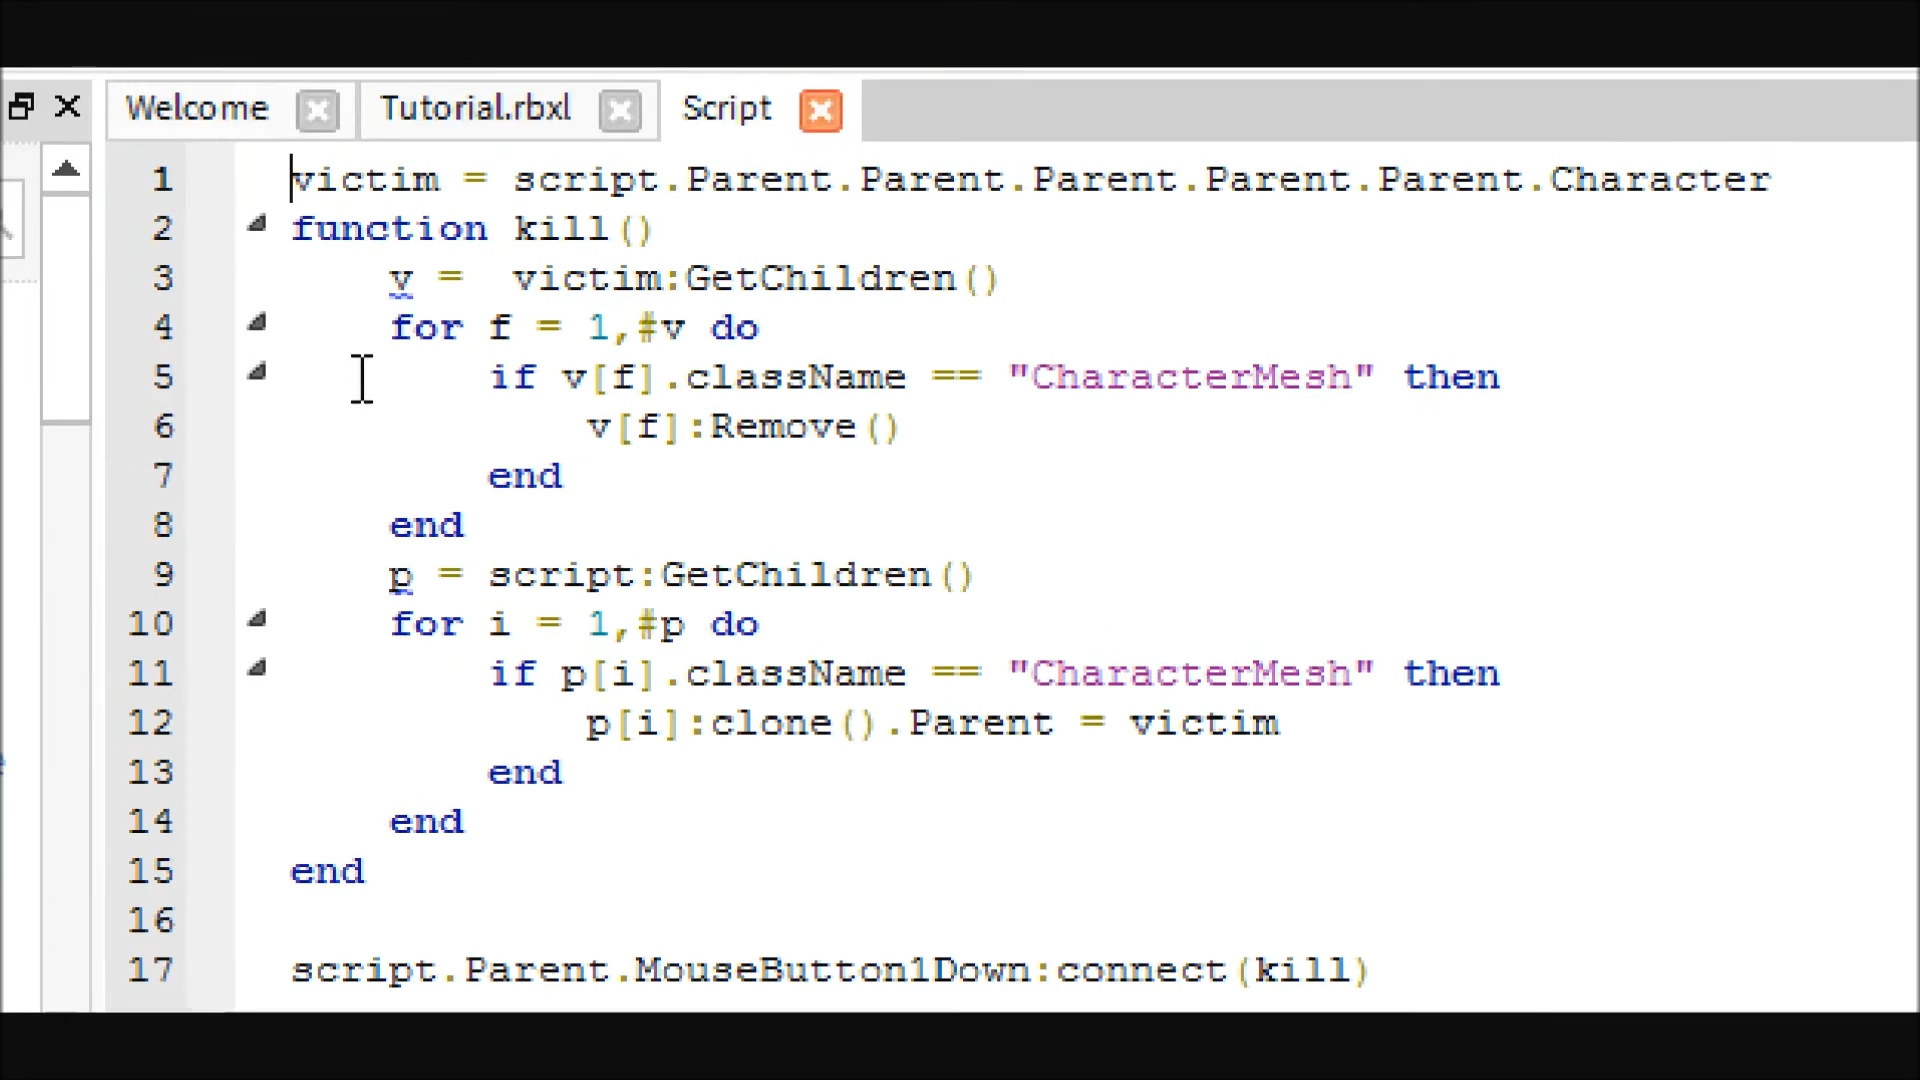 Welcome Tutorial.rbxl Script
1 victim = script.Parent.Parent.Parent.Parent.Parent.Character
2 function kill()
3 v =  victim:GetChildren()
4 for f = 1,#v do
5 if v[f].className == "CharacterMesh" then
6 v[f]:Remove()
7 end
8 end
9 p = script:GetChildren()
10 for i = 1,#p do
11 if p[i].className == "CharacterMesh" then
12 p[i]:clone().Parent = victim
13 end
14 end
15 end
16
17 script.Parent.MouseButton1Down:connect(kill)